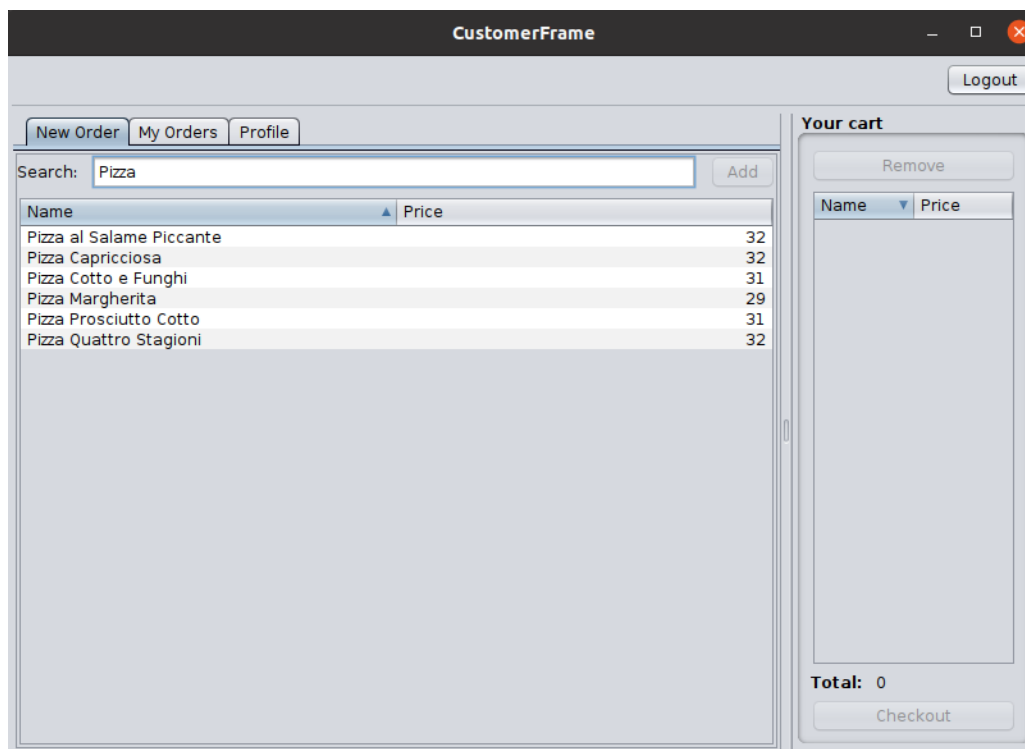 CustomerFrame
Logout
New Order My Orders Profile
Search: Pizza Add
Name Price
Pizza al Salame Piccante 32
Pizza Capricciosa 32
Pizza Cotto e Funghi 31
Pizza Margherita 29
Pizza Prosciutto Cotto 31
Pizza Quattro Stagioni 32
Your cart
Remove
Name Price
Total: 0
Checkout